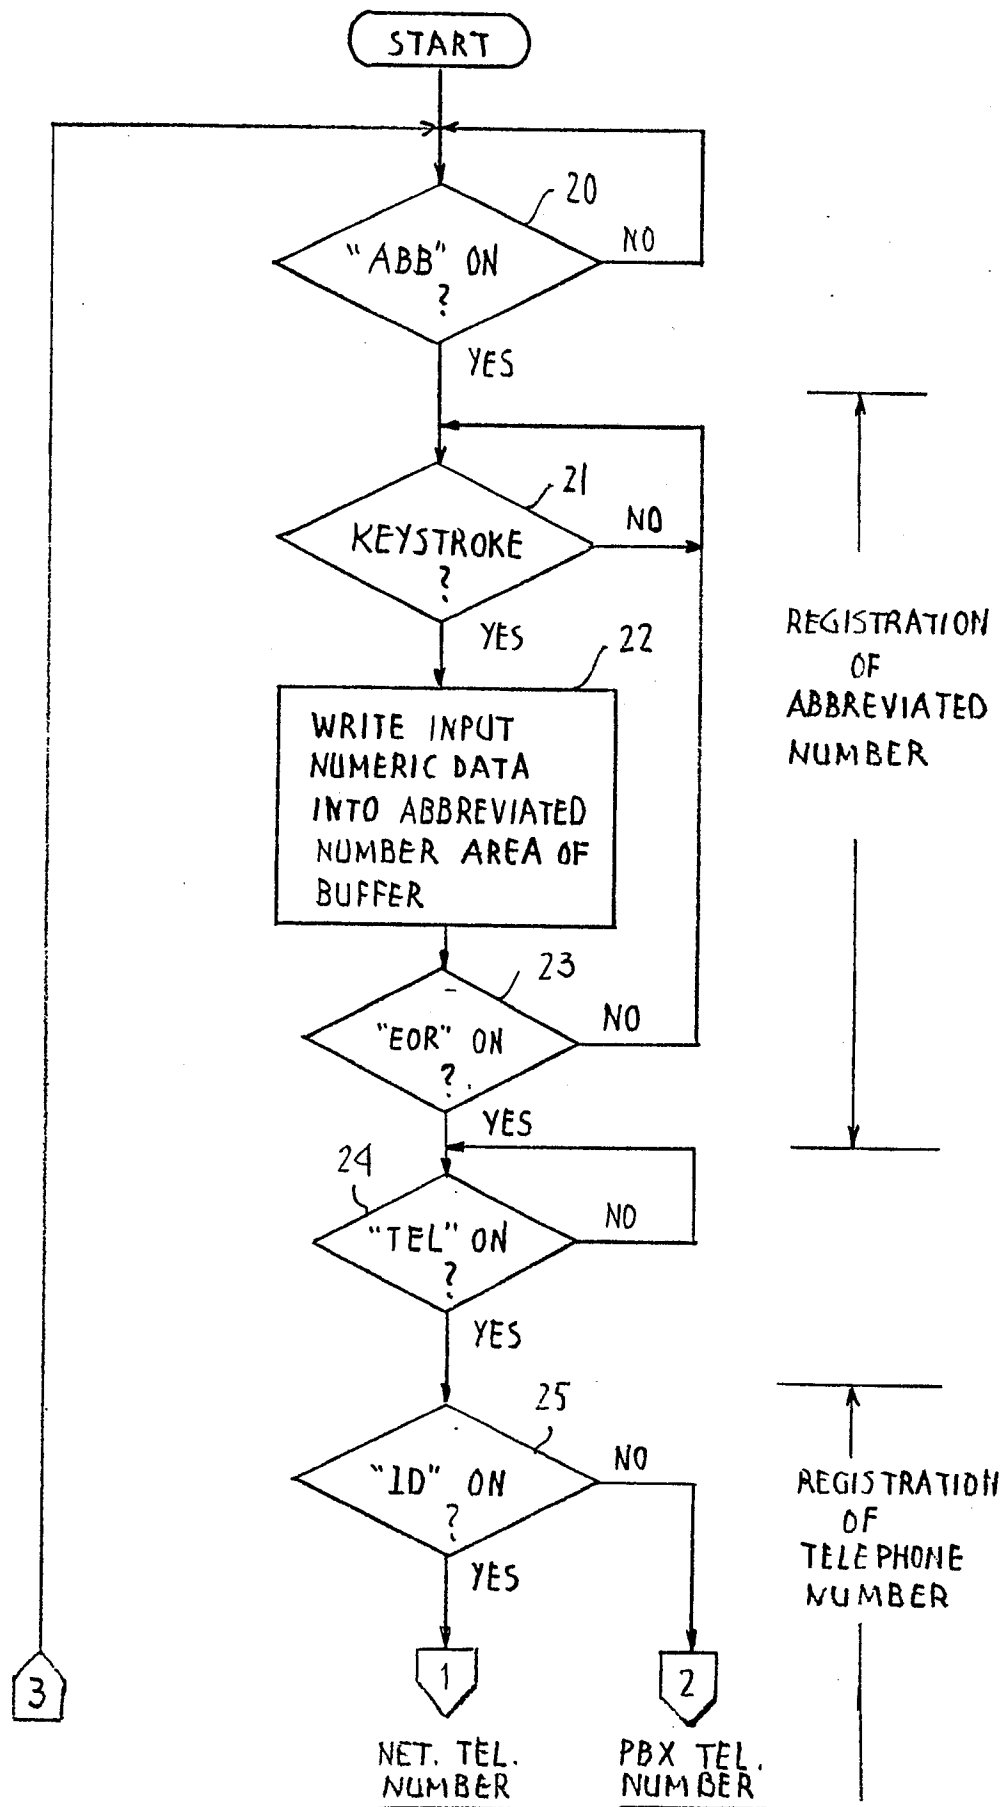 START
20
"ABB" ON
?
NO
YES
21
KEYSTROKE
?
NO
YES
22
WRITE INPUT
NUMERIC DATA
INTO ABBREVIATED
NUMBER AREA OF
BUFFER
REGISTRATION
OF
ABBREVIATED
NUMBER
23
"EOR" ON
?
NO
YES
24
"TEL" ON
?
NO
YES
25
"ID" ON
?
NO
YES
REGISTRATION
OF
TELEPHONE
NUMBER
3
1
2
NET. TEL.
NUMBER
PBX TEL.
NUMBER